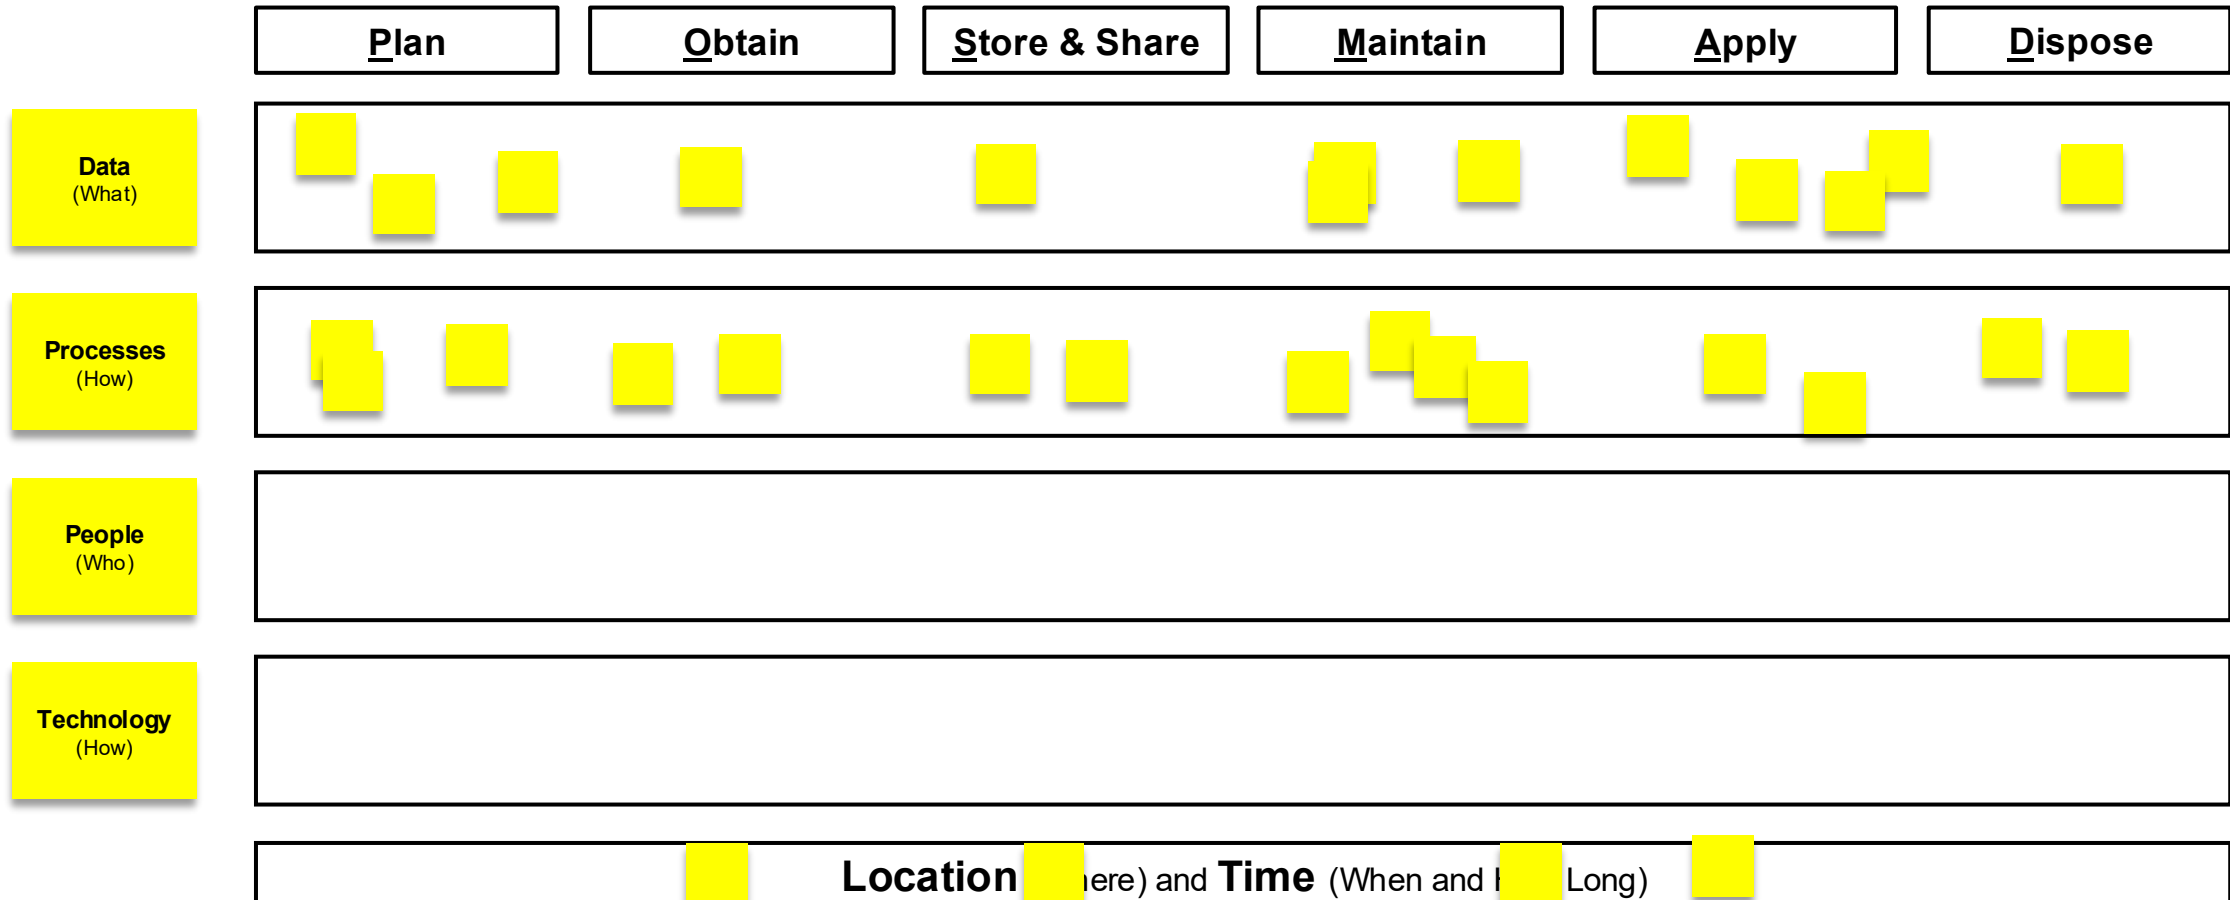 Plan
Obtain
Store & Share
Maintain
Apply
Dispose
Data
(What)
Processes
(How)
People
(Who)
Technology
(How)
Location ere) and Time (When and Long)